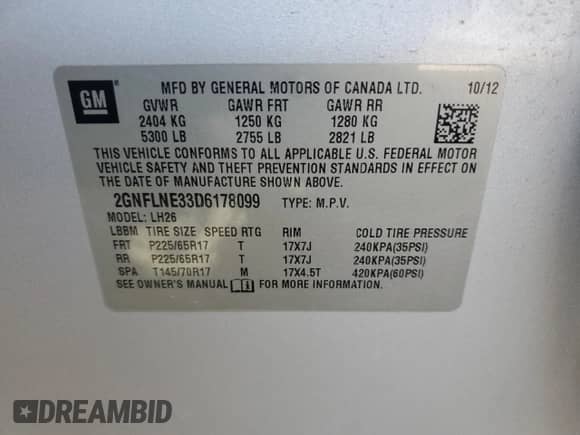 GM
MFD BY GENERAL MOTORS OF CANADA LTD. 10/12
GVWR GAWR FRT GAWR RR
2404 KG 1250 KG 1280 KG
5300 LB 2755 LB 2821 LB
THIS VEHICLE CONFORMS TO ALL APPLICABLE U.S. FEDERAL MOTOR
VEHICLE SAFETY AND THEFT PREVENTION STANDARDS IN EFFECT ON
THE DATE OF MANUFACTURE SHOWN ABOVE.
2GNFLNE33D6178099 TYPE: M.P.V.
MODEL: LH26
LBBM TIRE SIZE SPEED RTG RIM COLD TIRE PRESSURE
FRT P225/65R17 T 17X7J 240KPA(35PSI)
RR P225/65R17 T 17X7J 240KPA(35PSI)
SPA T145/70R17 M 17X4.5T 420KPA(60PSI)
SEE OWNER'S MANUAL FOR MORE INFORMATION.
DREAMBID